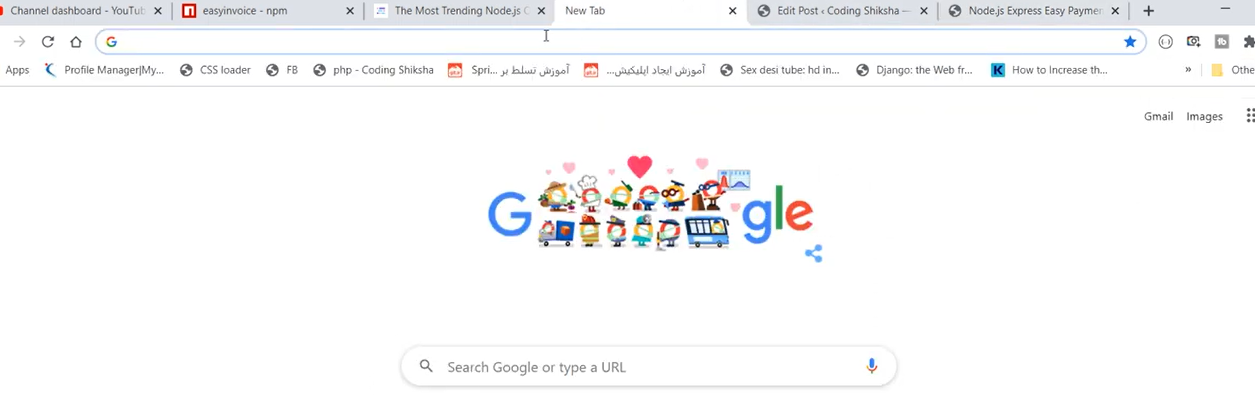 Channel dashboard - YouTub
easyinvoice - npm
The Most Trending Node.js C
New Tab
Edit Post ‹ Coding Shiksha —
Node.js Express Easy Paymen
Apps
Profile Manager|My...
CSS loader
FB
php - Coding Shiksha
Spri... آموزش تسلط بر
آموزش ایجاد اپلیکیش...
Sex desi tube: hd in...
Django: the Web fr...
How to Increase th...
»
Othe
Gmail
Images
G gle
Search Google or type a URL